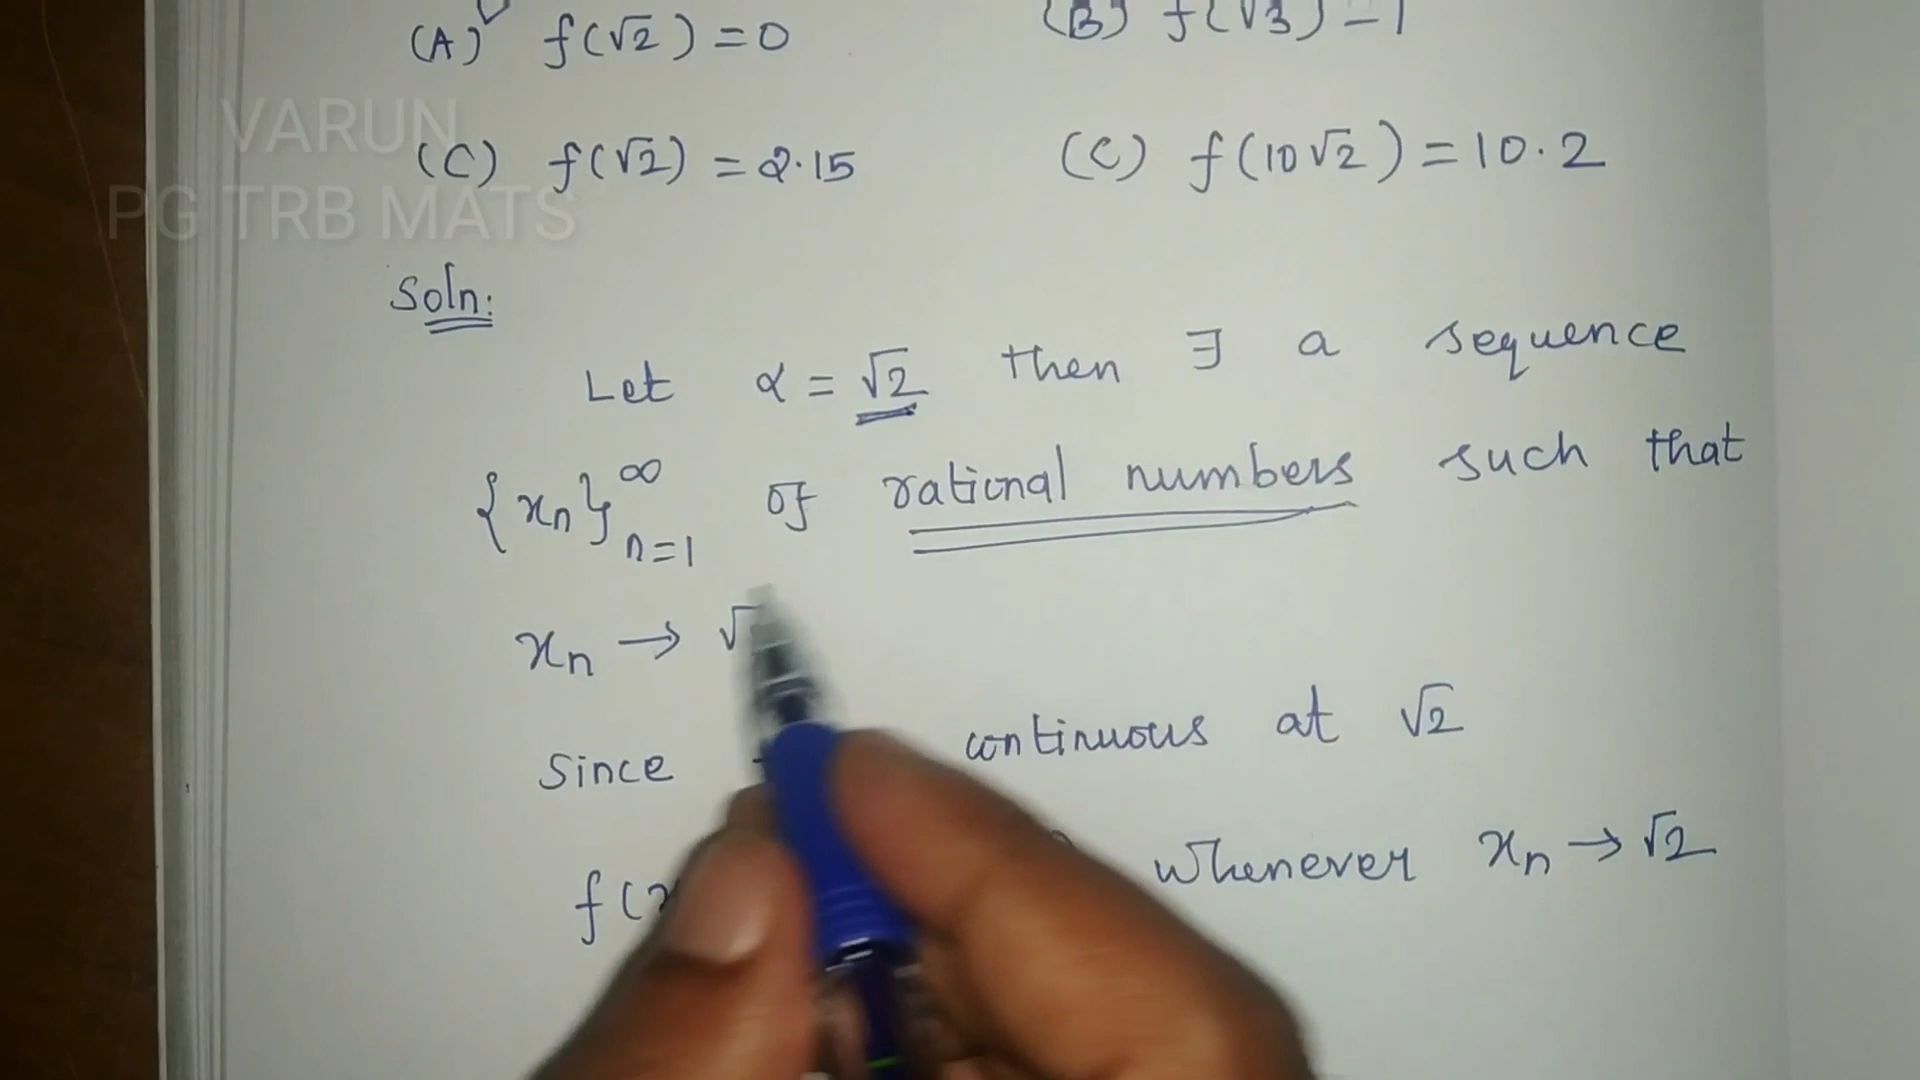 (A) f(√2) = 0 (B) f(√3) = 1
VARUN
(C) f(√2) = 2.15 (C) f(10√2) = 10.2
PG TRB MATS
Soln:
Let α = √2 then ∃ a sequence
{xn}∞n=1 of rational numbers such that
xn → √
Since continuous at √2
f(x whenever xn → √2